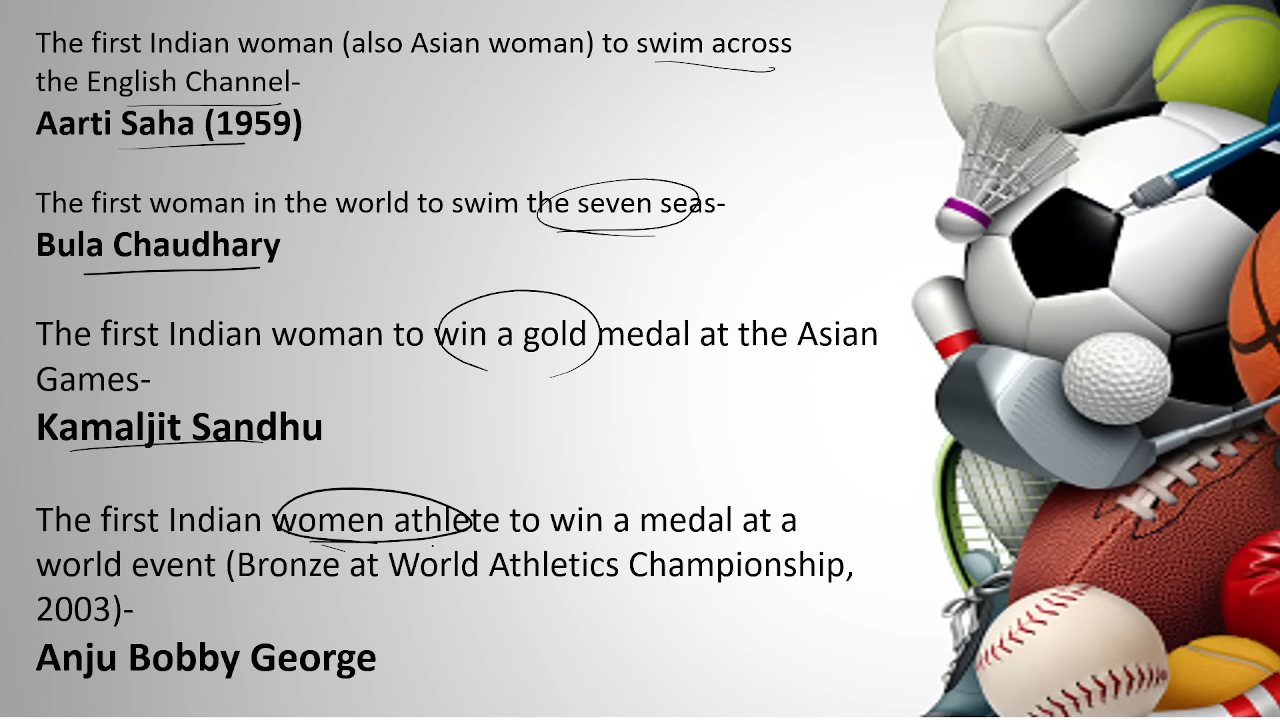 The first Indian woman (also Asian woman) to swim across
the English Channel-
Aarti Saha (1959)
The first woman in the world to swim the seven seas-
Bula Chaudhary
The first Indian woman to win a gold medal at the Asian
Games-
Kamaljit Sandhu
The first Indian women athlete to win a medal at a
world event (Bronze at World Athletics Championship,
2003)-
Anju Bobby George